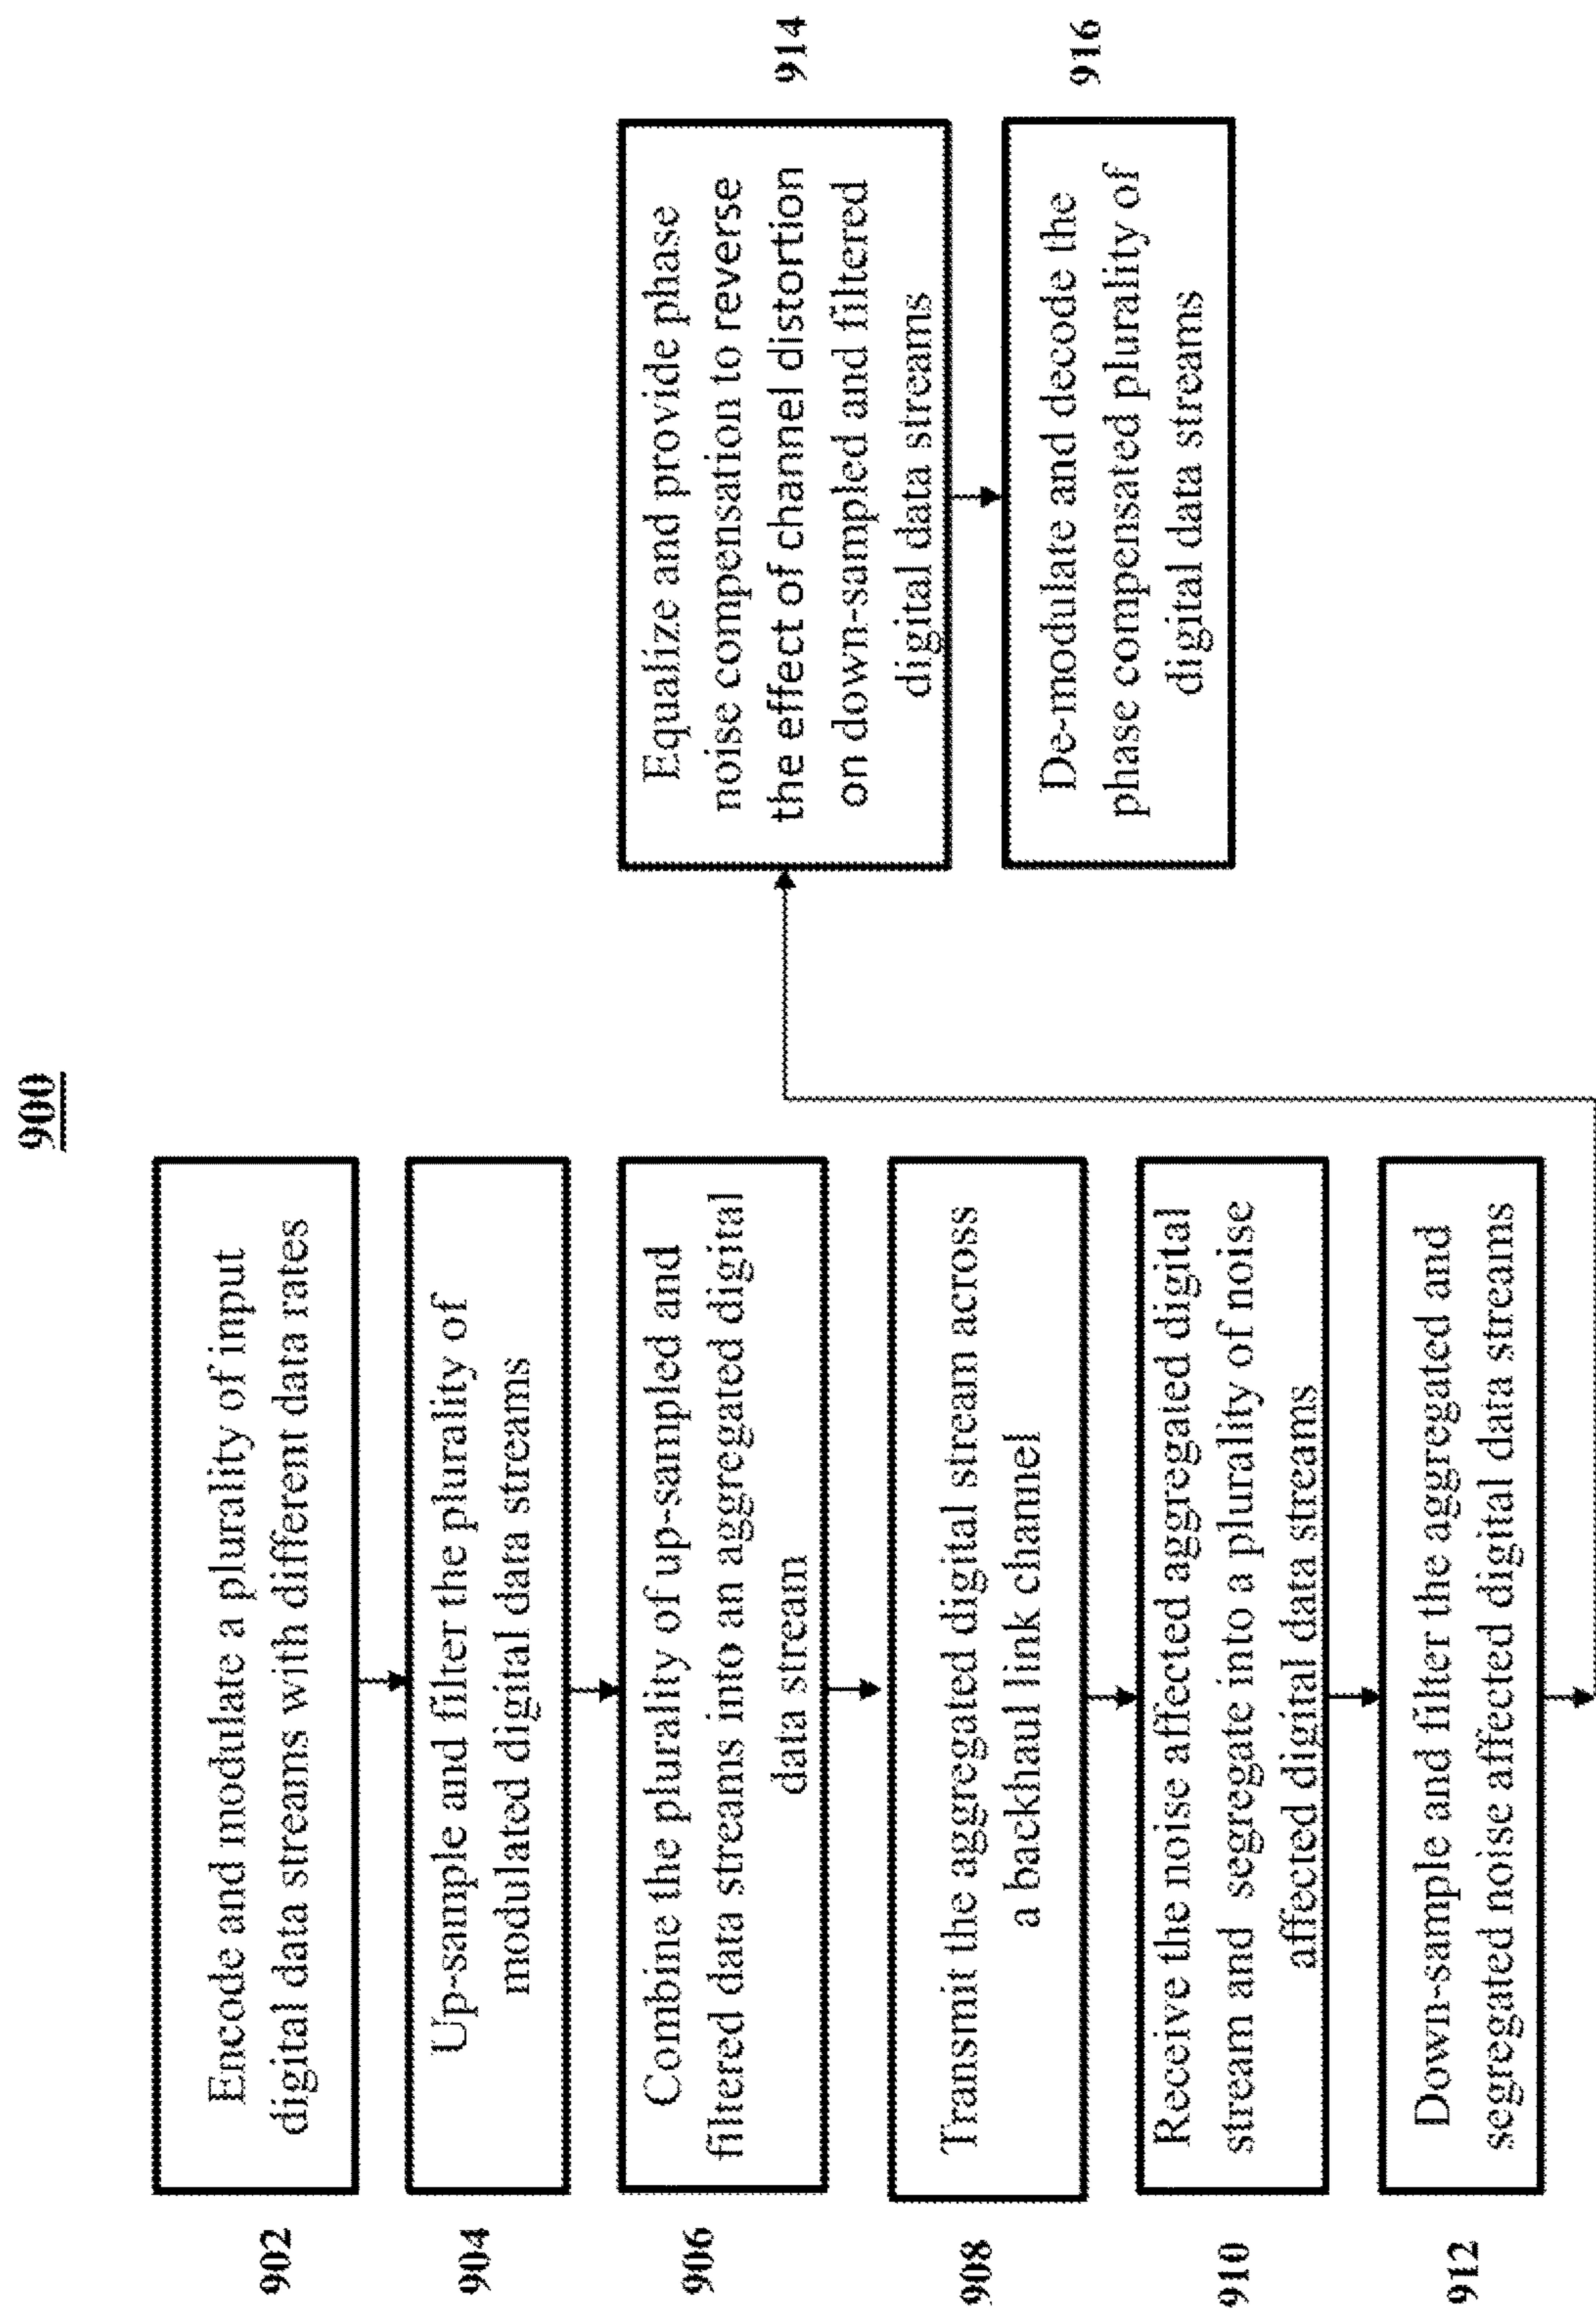 900
902
Encode and modulate a plurality of input
digital data streams with different data rates
904
Up-sample and filter the plurality of
modulated digital data streams
906
Combine the plurality of up-sampled and
filtered data streams into an aggregated digital
data stream
908
Transmit the aggregated digital stream across
a backhaul link channel
910
Receive the noise affected aggregated digital
stream and segregate into a plurality of noise
affected digital data streams
912
Down-sample and filter the aggregated and
segregated noise affected digital data streams
Equalize and provide phase
noise compensation to reverse
the effect of channel distortion
on down-sampled and filtered
digital data streams
914
De-modulate and decode the
phase compensated plurality of
digital data streams
916